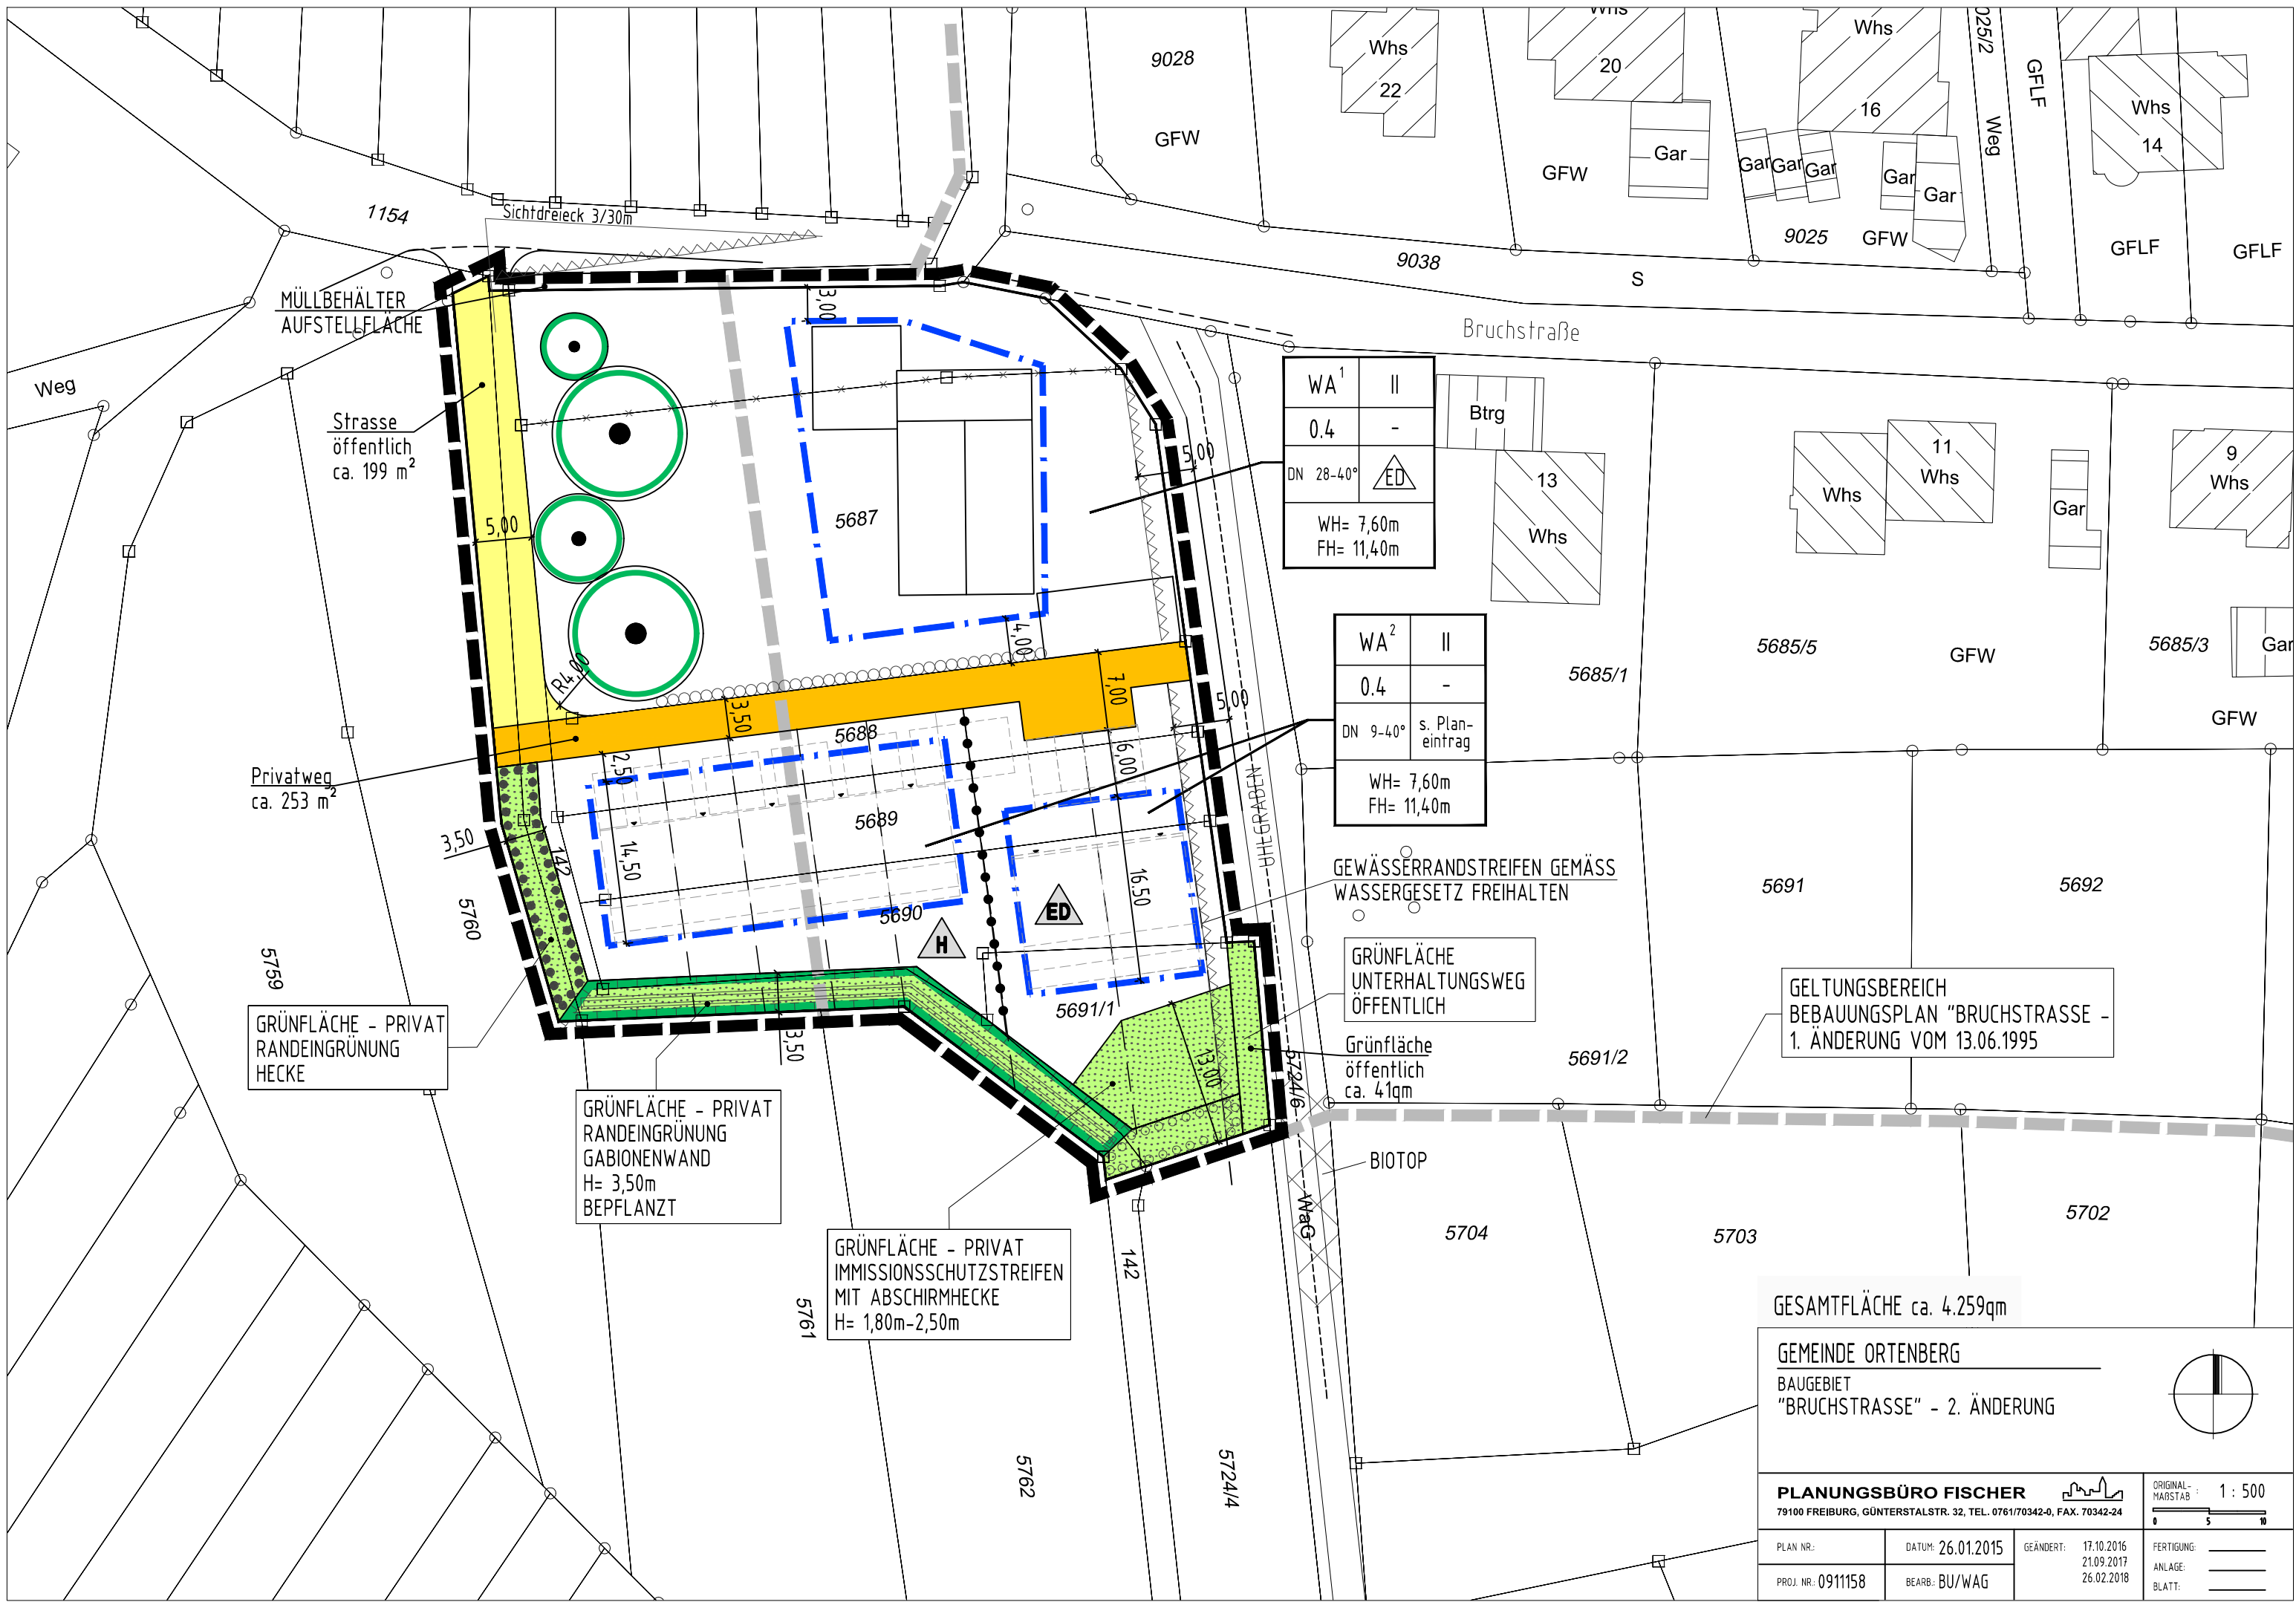 Whs
22
Whs
20
Whs
16
025/2
GFLF
Whs
14
9028
GFW
GFW
Gar
Gar
Gar
Gar
Gar
Gar
Weg
9025
GFW
GFLF
GFLF
1154
Sichtdreieck 3/30m
9038
S
Bruchstraße
MÜLLBEHÄLTER
AUFSTELLFLÄCHE
3,00
Weg
Strasse
öffentlich
ca. 199 m²
5,00
5,00
5687
WA¹
II
0.4
-
DN 28-40°
ED
WH= 7,60m
FH= 11,40m
Btrg
13
Whs
Whs
11
Whs
Gar
9
Whs
Gar
R4,00
4,00
7,00
3,50
5,00
5688
WA²
II
0.4
-
DN 9-40°
s. Plan-
eintrag
WH= 7,60m
FH= 11,40m
5685/1
5685/5
GFW
5685/3
GFW
Privatweg
ca. 253 m²
2,50
6,00
5689
14,50
16.50
3,50
142
5690
H
ED
5760
5759
5691/1
GEWÄSSERRANDSTREIFEN GEMÄSS
WASSERGESETZ FREIHALTEN
5691
5692
GRÜNFLÄCHE
UNTERHALTUNGSWEG
ÖFFENTLICH
Grünfläche
öffentlich
ca. 41qm
GELTUNGSBEREICH
BEBAUUNGSPLAN "BRUCHSTRASSE -
1. ÄNDERUNG VOM 13.06.1995
5691/2
GRÜNFLÄCHE - PRIVAT
RANDEINGRÜNUNG
HECKE
3,50
13,00
5724/6
GRÜNFLÄCHE - PRIVAT
RANDEINGRÜNUNG
GABIONENWAND
H= 3,50m
BEPFLANZT
BIOTOP
WaG
GRÜNFLÄCHE - PRIVAT
IMMISSIONSSCHUTZSTREIFEN
MIT ABSCHIRMHECKE
H= 1,80m-2,50m
142
5761
5762
5724/4
5704
5703
5702
GESAMTFLÄCHE ca. 4.259qm
GEMEINDE ORTENBERG
BAUGEBIET
"BRUCHSTRASSE" - 2. ÄNDERUNG
PLANUNGSBÜRO FISCHER
79100 FREIBURG, GÜNTERSTALSTR. 32, TEL. 0761/70342-0, FAX. 70342-24
ORIGINAL-
MAßSTAB : 1 : 500
0 5 10
PLAN NR.:
DATUM: 26.01.2015
GEÄNDERT: 17.10.2016
21.09.2017
26.02.2018
PROJ. NR.: 0911158
BEARB.: BU/WAG
FERTIGUNG:
ANLAGE:
BLATT: